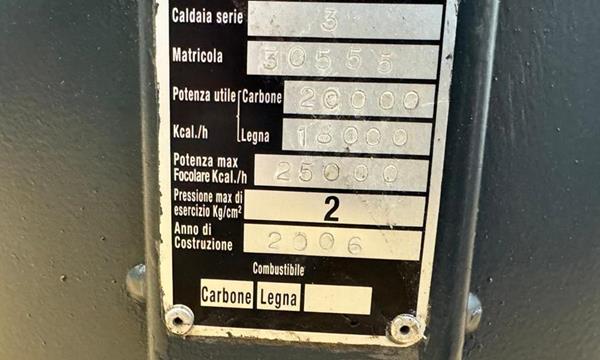 Caldaia serie 3
Matricola 30555
Potenza utile Carbone 20000
Kcal./h Legna 18000
Potenza max
Focolare Kcal./h 25000
Pressione max di
esercizio Kg/cm² 2
Anno di
Costruzione 2006
Combustibile
Carbone Legna